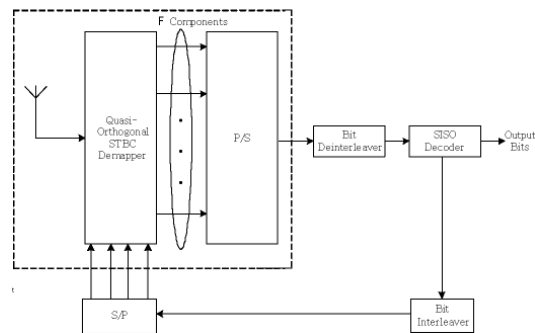 F Components
Quasi-
Orthogonal
STBC
Demapper
P/S
Bit
Deinterleaver
SISO
Decoder
Output
Bits
S/P
Bit
Interleaver